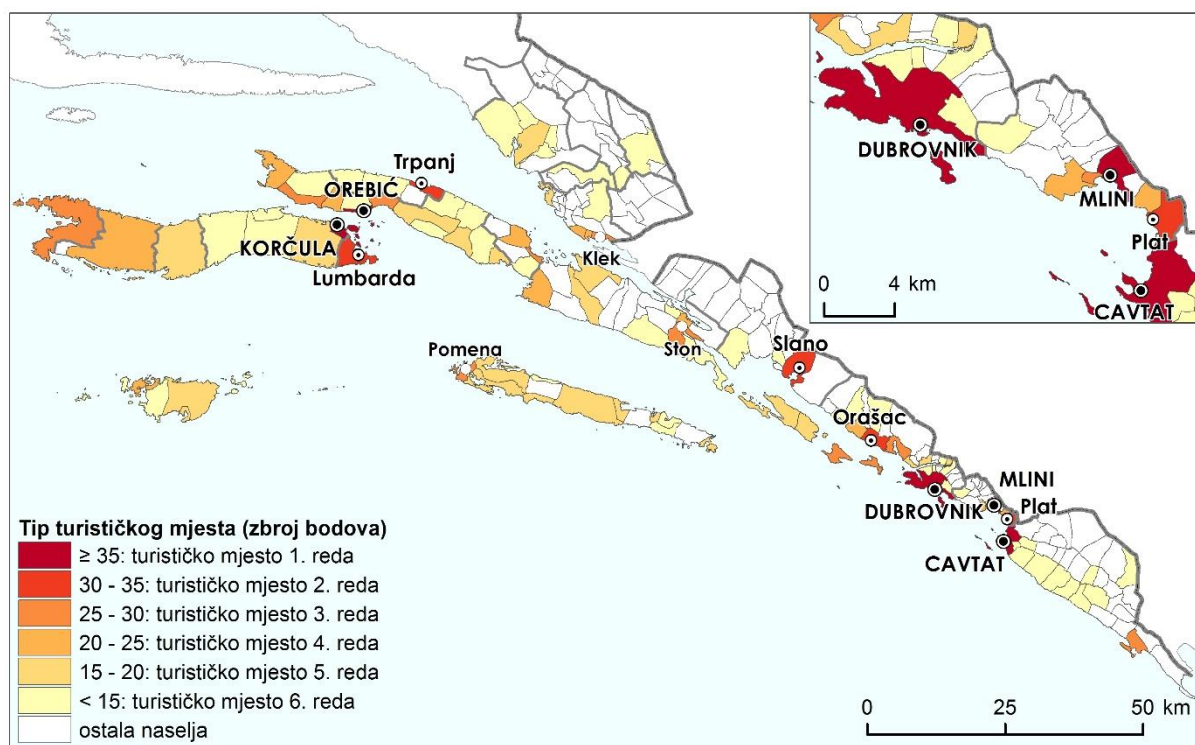 Trpanj
OREBIĆ
KORČULA
Lumbarda
Klek
Pomena
Ston
Slano
Orašac
DUBROVNIK
MLINI
Plat
CAVTAT
DUBROVNIK
MLINI
Plat
CAVTAT
0 4 km
Tip turističkog mjesta (zbroj bodova)
≥ 35: turističko mjesto 1. reda
30 - 35: turističko mjesto 2. reda
25 - 30: turističko mjesto 3. reda
20 - 25: turističko mjesto 4. reda
15 - 20: turističko mjesto 5. reda
< 15: turističko mjesto 6. reda
ostala naselja
0 25 50 km